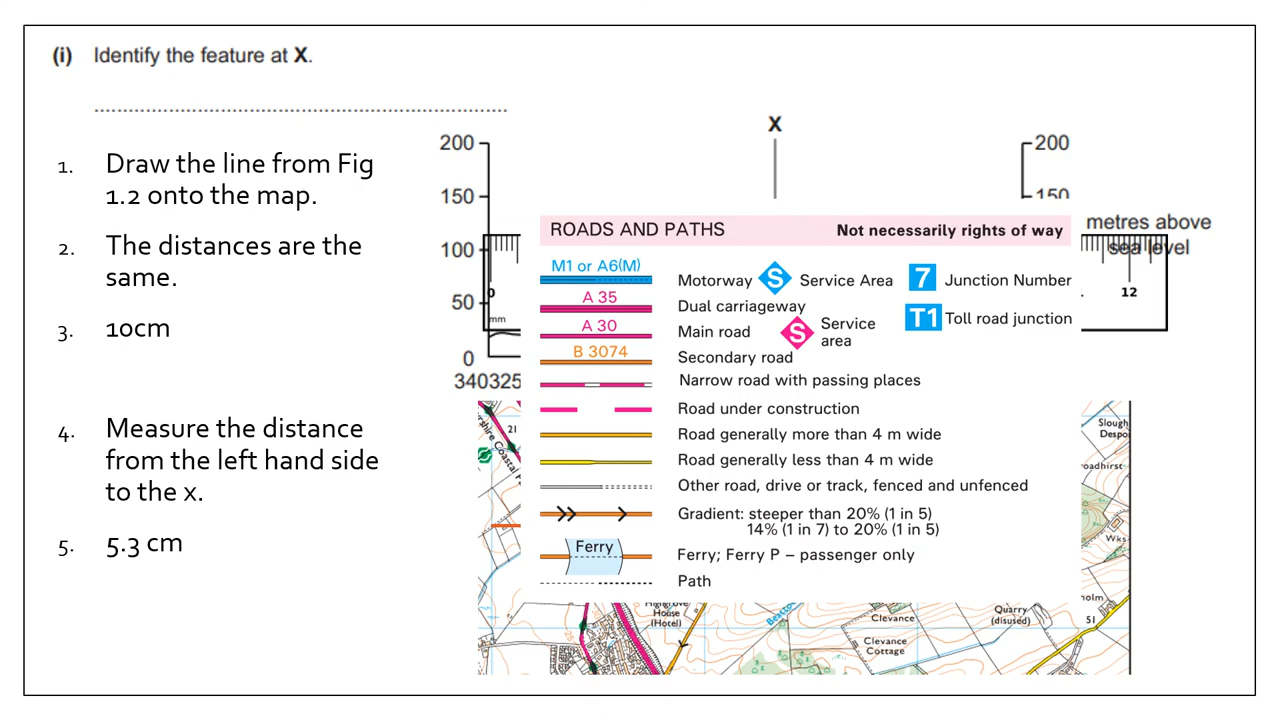 (i) Identify the feature at X.
1. Draw the line from Fig
1.2 onto the map.
2. The distances are the
same.
3. 10cm
4. Measure the distance
from the left hand side
to the x.
5. 5.3 cm
X
200
150
100
50
0
340325
0
mm
200
150
metres above
sea level
12
ROADS AND PATHS Not necessarily rights of way
M1 or A6(M) Motorway S Service Area 7 Junction Number
A 35 Dual carriageway
A 30 Main road S Service
area
T1 Toll road junction
B 3074 Secondary road
Narrow road with passing places
Road under construction
Road generally more than 4 m wide
Road generally less than 4 m wide
Other road, drive or track, fenced and unfenced
Gradient: steeper than 20% (1 in 5)
14% (1 in 7) to 20% (1 in 5)
Ferry Ferry; Ferry P – passenger only
Path
21
Coastal
Slough
Wks
House
(Hotel)
Clevance
Clevance
Cottage
Quarry
(disused)
51